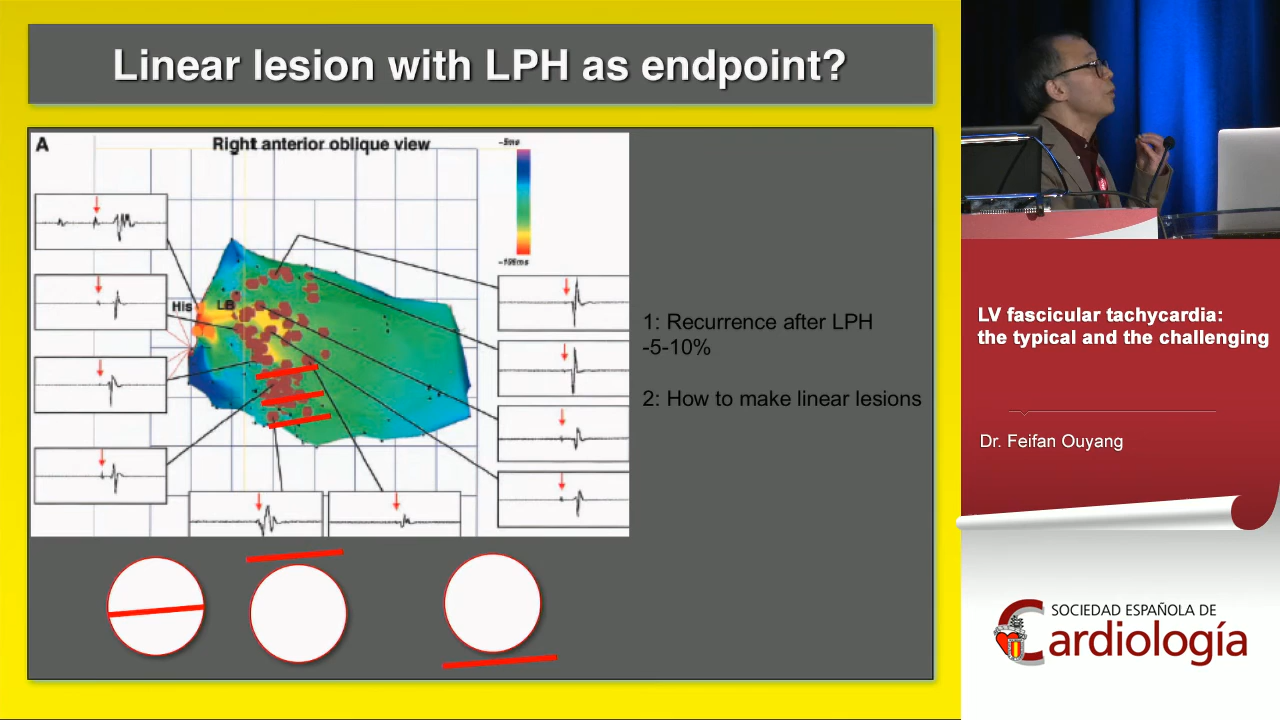 Linear lesion with LPH as endpoint?
A
Right anterior oblique view
-5ms
His
LB
1: Recurrence after LPH
-5-10%
2: How to make linear lesions
LV fascicular tachycardia:
the typical and the challenging
Dr. Feifan Ouyang
SOCIEDAD ESPAÑOLA DE
Cardiología